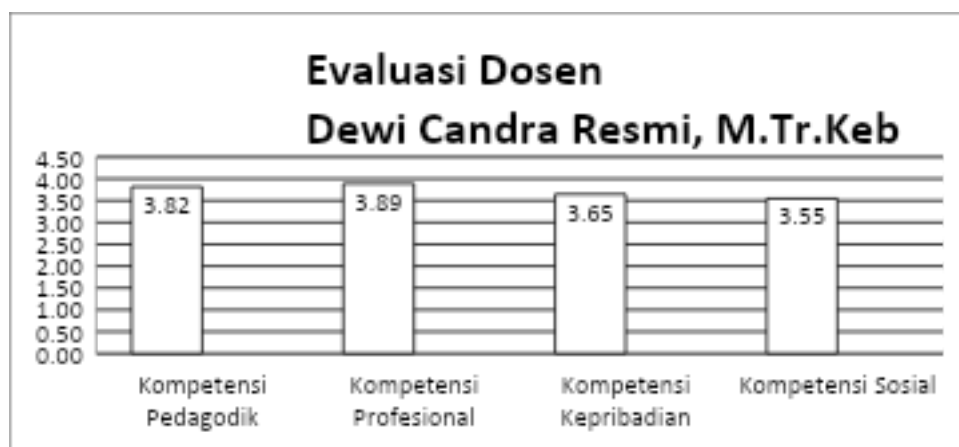 Evaluasi Dosen
Dewi Candra Resmi, M.Tr.Keb
4.50
4.00
3.50
3.00
2.50
2.00
1.50
1.00
0.50
0.00
3.82
3.89
3.65
3.55
Kompetensi
Pedagodik
Kompetensi
Profesional
Kompetensi
Kepribadian
Kompetensi Sosial